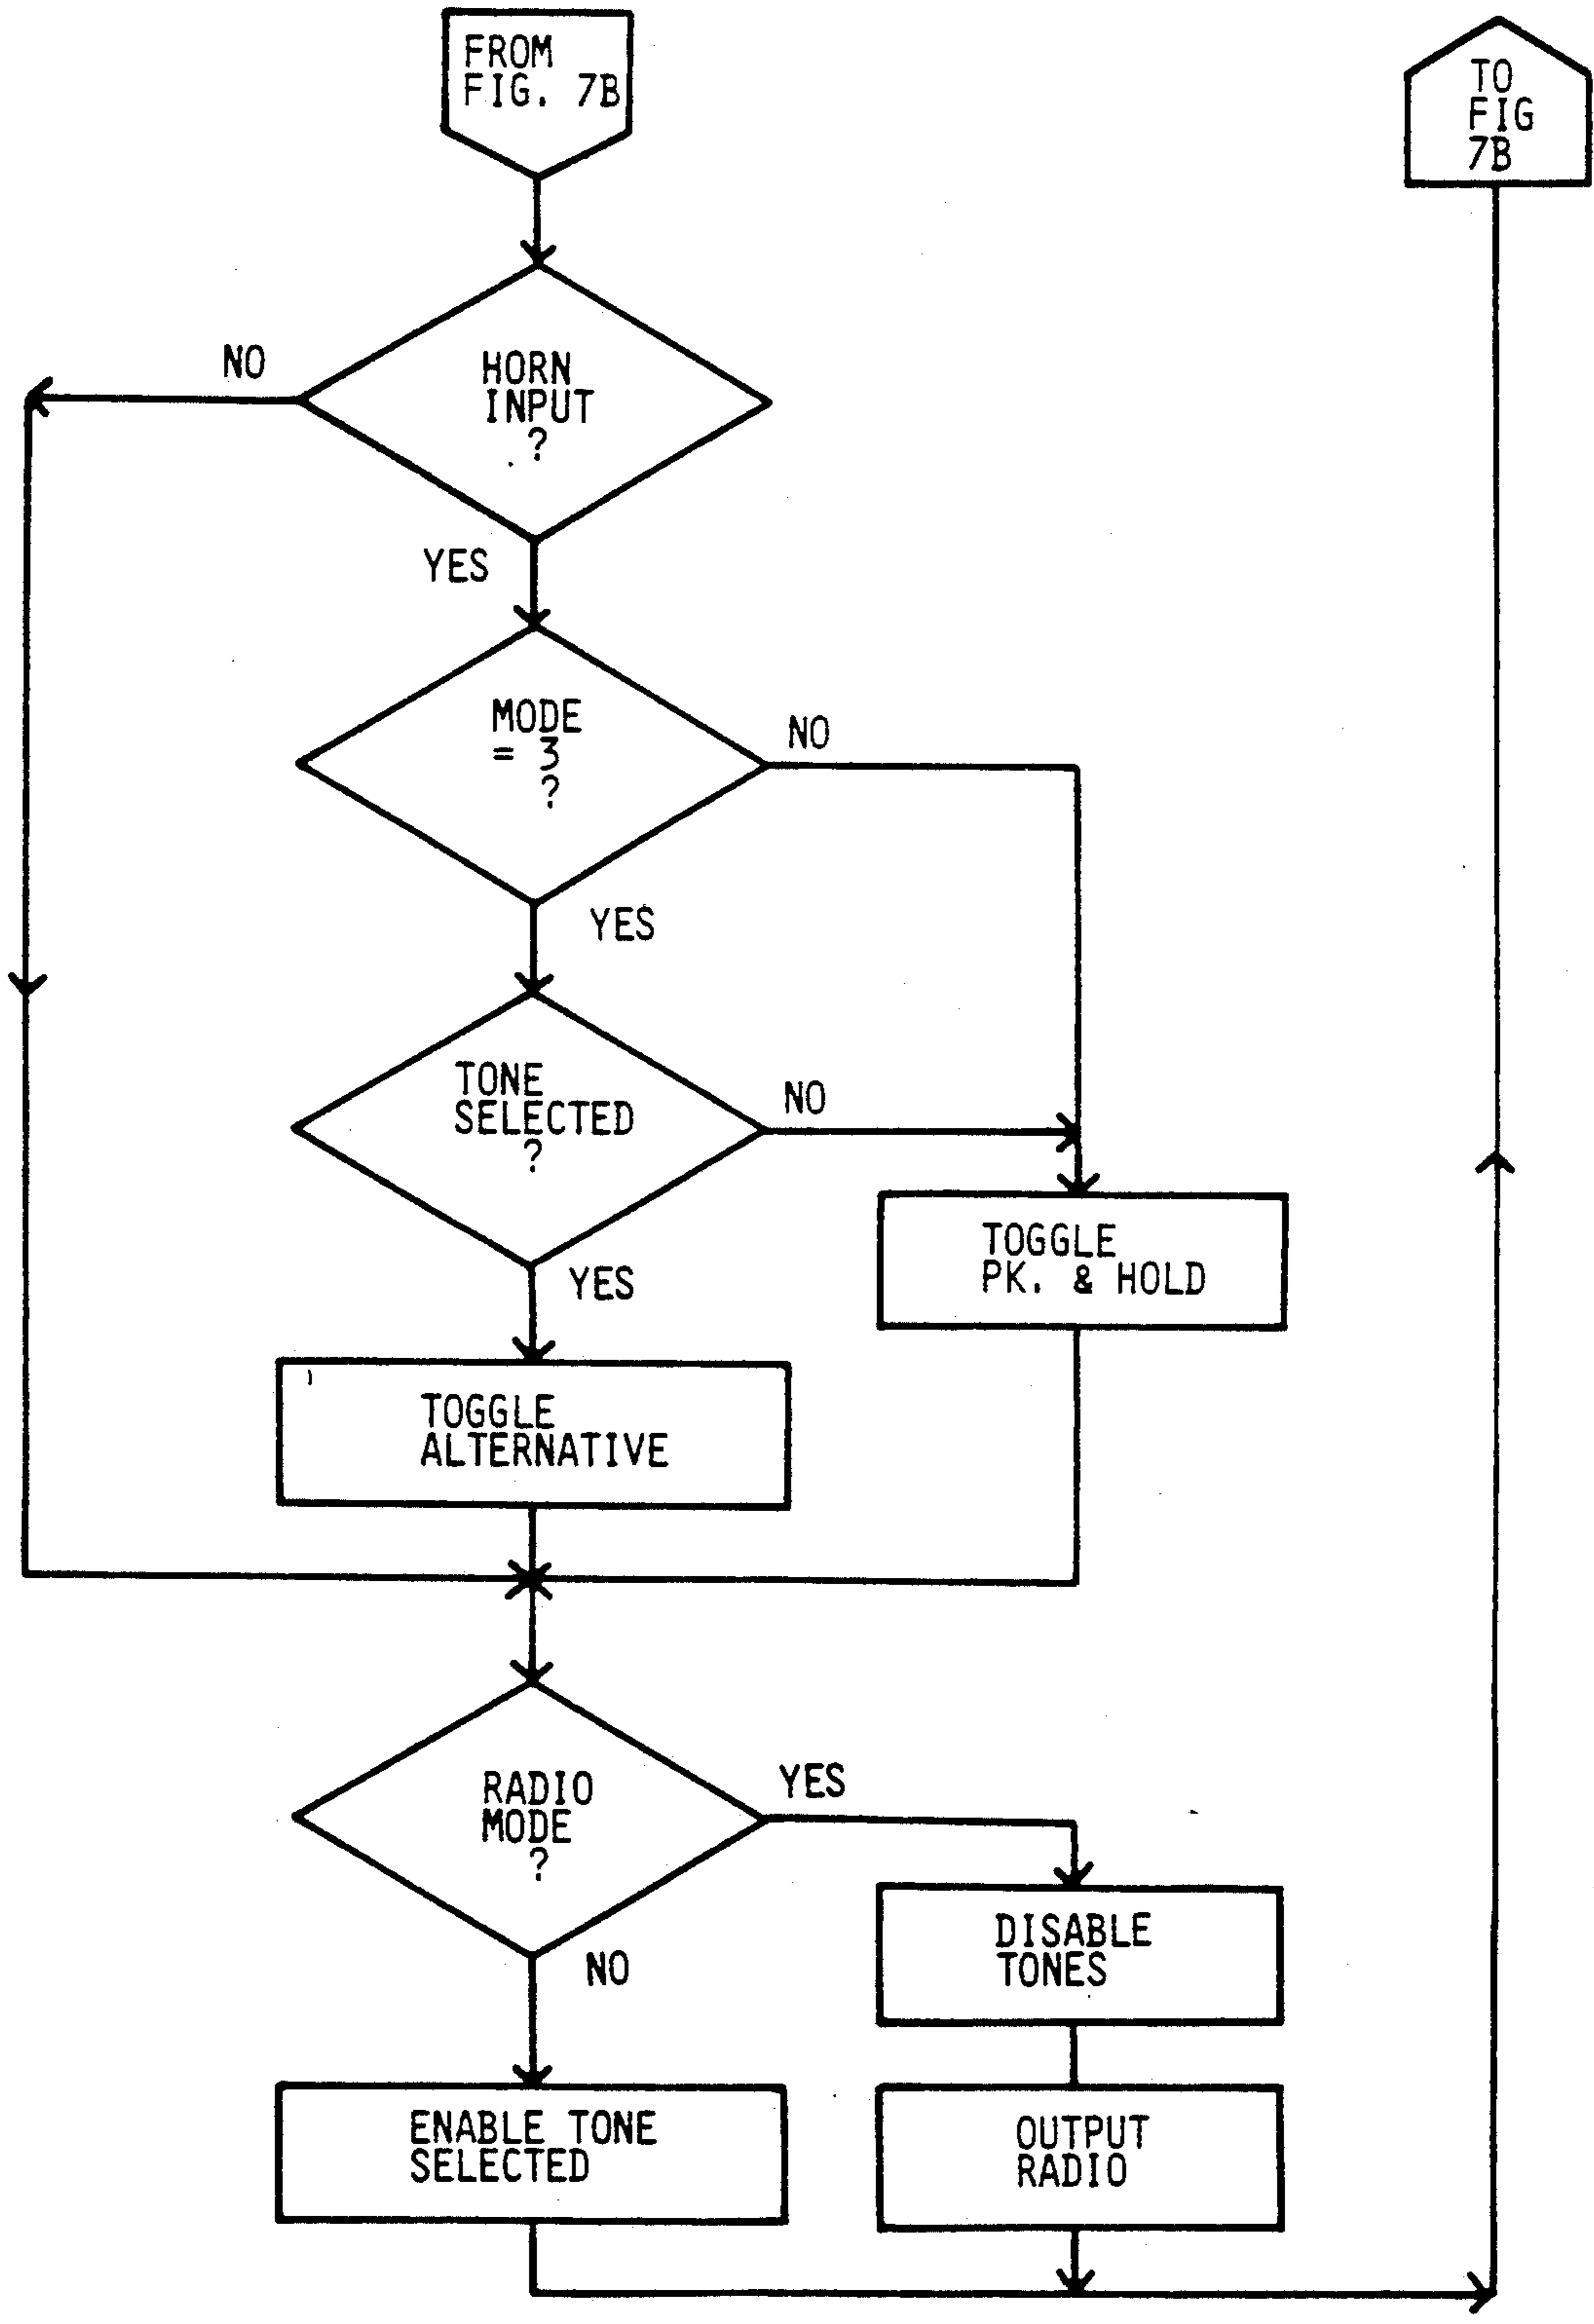 FROM
FIG. 7B
TO
FIG
7B
HORN
INPUT
?
NO
YES
MODE
= 3
?
NO
YES
TONE
SELECTED
?
NO
YES
TOGGLE
PK. & HOLD
TOGGLE
ALTERNATIVE
RADIO
MODE
?
YES
NO
DISABLE
TONES
ENABLE TONE
SELECTED
OUTPUT
RADIO